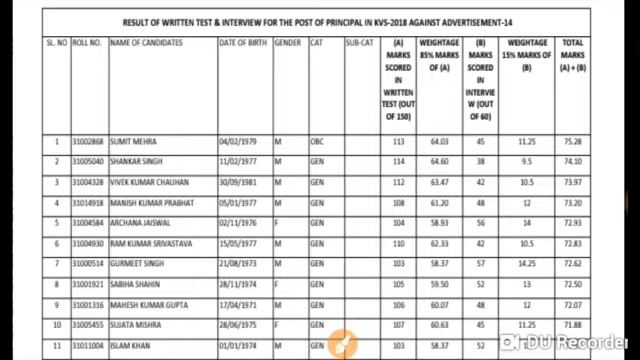 RESULT OF WRITTEN TEST & INTERVIEW FOR THE POST OF PRINCIPAL IN KVS-2018 AGAINST ADVERTISEMENT-14
SL. NO ROLL NO. NAME OF CANDIDATES DATE OF BIRTH GENDER CAT SUB-CAT (A) MARKS SCORED IN WRITTEN TEST (OUT OF 150) WEIGHTAGE 85% MARKS OF (A) (B) MARKS SCORED IN INTERVIE W (OUT OF 60) WEIGHTAGE 15% MARKS OF (B) TOTAL MARKS (A) + (B)
1 31002868 SUMIT MEHRA 04/02/1979 M OBC 113 64.03 45 11.25 75.28
2 31005040 SHANKAR SINGH 11/02/1977 M GEN 114 64.60 38 9.5 74.10
3 31004328 VIVEK KUMAR CHAUHAN 30/09/1981 M GEN 112 63.47 42 10.5 73.97
4 31014918 MANISH KUMAR PRABHAT 05/01/1977 M GEN 108 61.20 48 12 73.20
5 31004584 ARCHANA JAISWAL 02/11/1976 F GEN 104 58.93 56 14 72.93
6 31004930 RAM KUMAR SRIVASTAVA 15/05/1977 M GEN 110 62.33 42 10.5 72.83
7 31000514 GURMEET SINGH 21/08/1973 M GEN 103 58.37 57 14.25 72.62
8 31001921 SABIHA SHAHIN 28/11/1974 F GEN 105 59.50 52 13 72.50
9 31001316 MAHESH KUMAR GUPTA 17/04/1971 M GEN 106 60.07 48 12 72.07
10 31005455 SUJATA MISHRA 28/06/1975 F GEN 107 60.63 45 11.25 71.88
11 31011004 ISLAM KHAN 01/01/1974 M GEN 103 58.37 52
DU Recorder